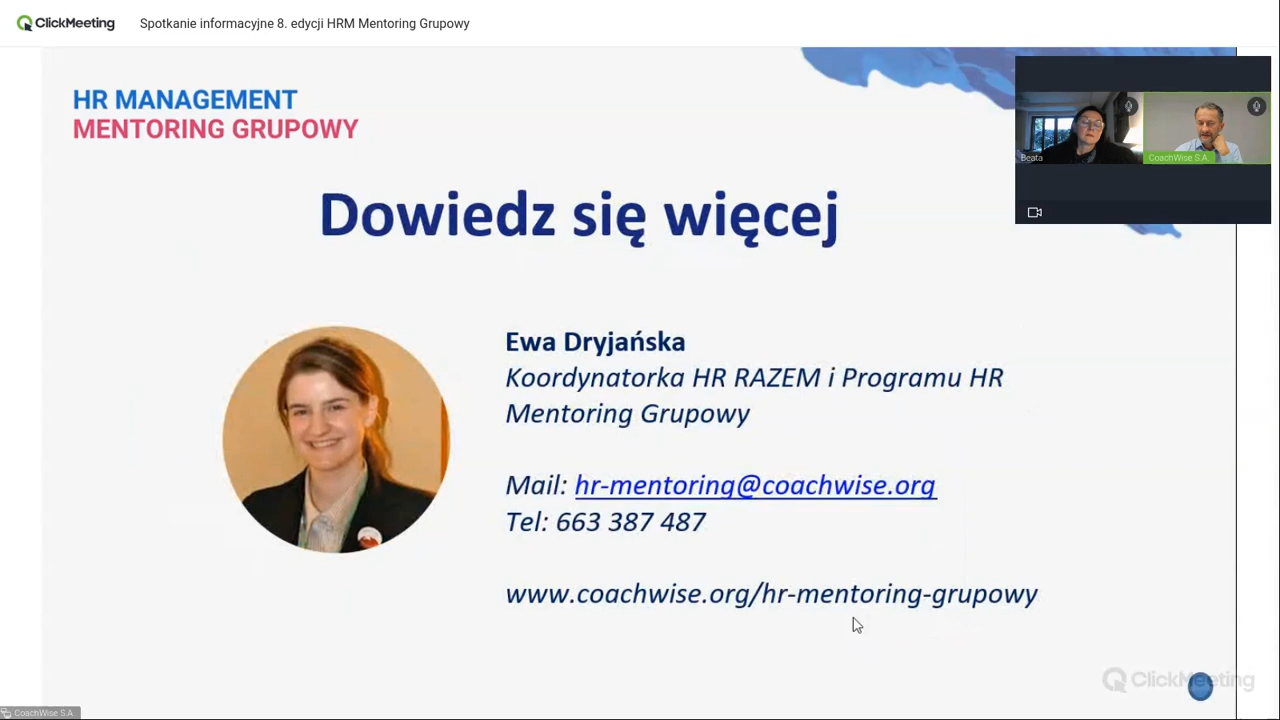 ClickMeeting Spotkanie informacyjne 8. edycji HRM Mentoring Grupowy
HR MANAGEMENT
MENTORING GRUPOWY
Beata
CoachWise S.A.
Dowiedz się więcej
Ewa Dryjańska
Koordynatorka HR RAZEM i Programu HR
Mentoring Grupowy
Mail: hr-mentoring@coachwise.org
Tel: 663 387 487
www.coachwise.org/hr-mentoring-grupowy
ClickMeeting
CoachWise S.A.